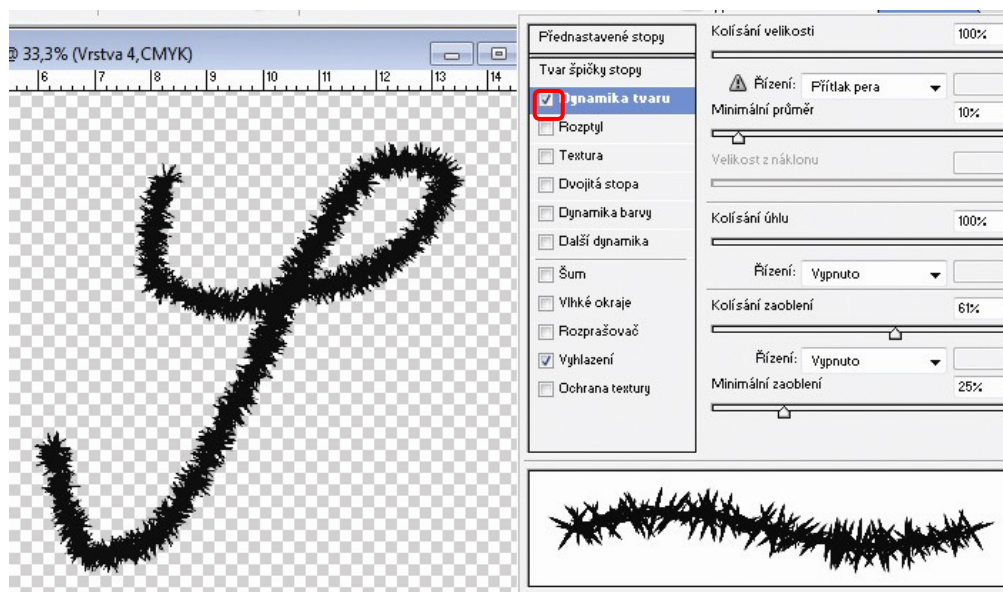 33,3% (Vrstva 4,CMYK)
6 7 8 9 10 11 12 13 14
Přednastavené stopy
Tvar špičky stopy
Dynamika tvaru
Rozptyl
Textura
Dvojitá stopa
Dynamika barvy
Další dynamika
Šum
Vlhké okraje
Rozprašovač
Vyhlazení
Ochrana textury
Kolísání velikosti 100%
Řízení: Přítlak pera
Minimální průměr 10%
Velikost z náklonu
Kolísání úhlu 100%
Řízení: Vypnuto
Kolísání zaoblení 61%
Řízení: Vypnuto
Minimální zaoblení 25%